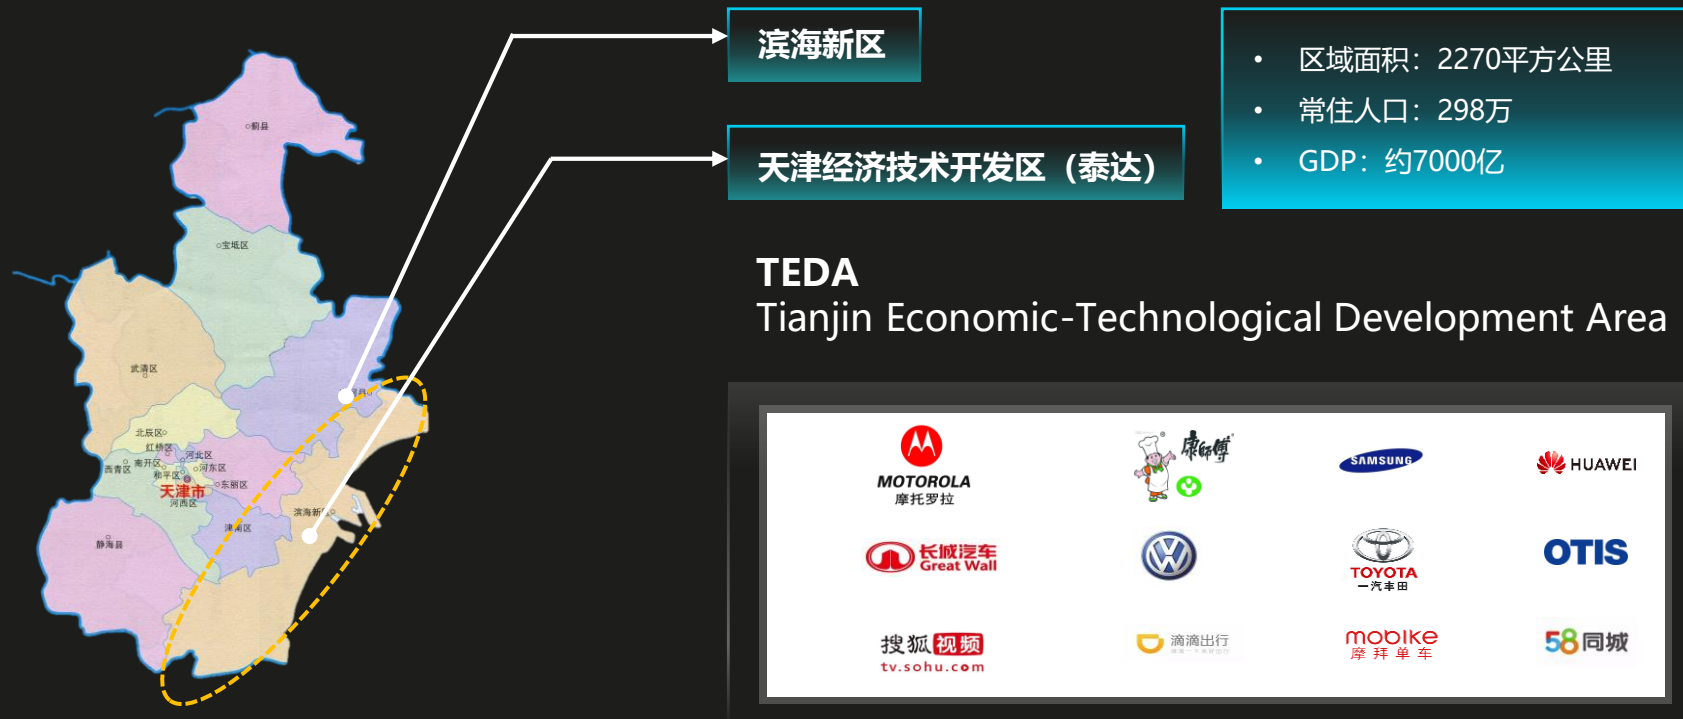 滨海新区
天津经济技术开发区（泰达）
• 区域面积：2270平方公里
• 常住人口：298万
• GDP：约7000亿
TEDA
Tianjin Economic-Technological Development Area
蓟县
宝坻区
武清区
北辰区
红桥区
河北区
西青区
南开区
河东区
和平区
东丽区
天津市
河西区
滨海新区
津南区
静海县
MOTOROLA
摩托罗拉
康師傅
SAMSUNG
HUAWEI
长城汽车
Great Wall
TOYOTA
一汽丰田
OTIS
搜狐视频
tv.sohu.com
滴滴出行
mobike
摩拜单车
58同城